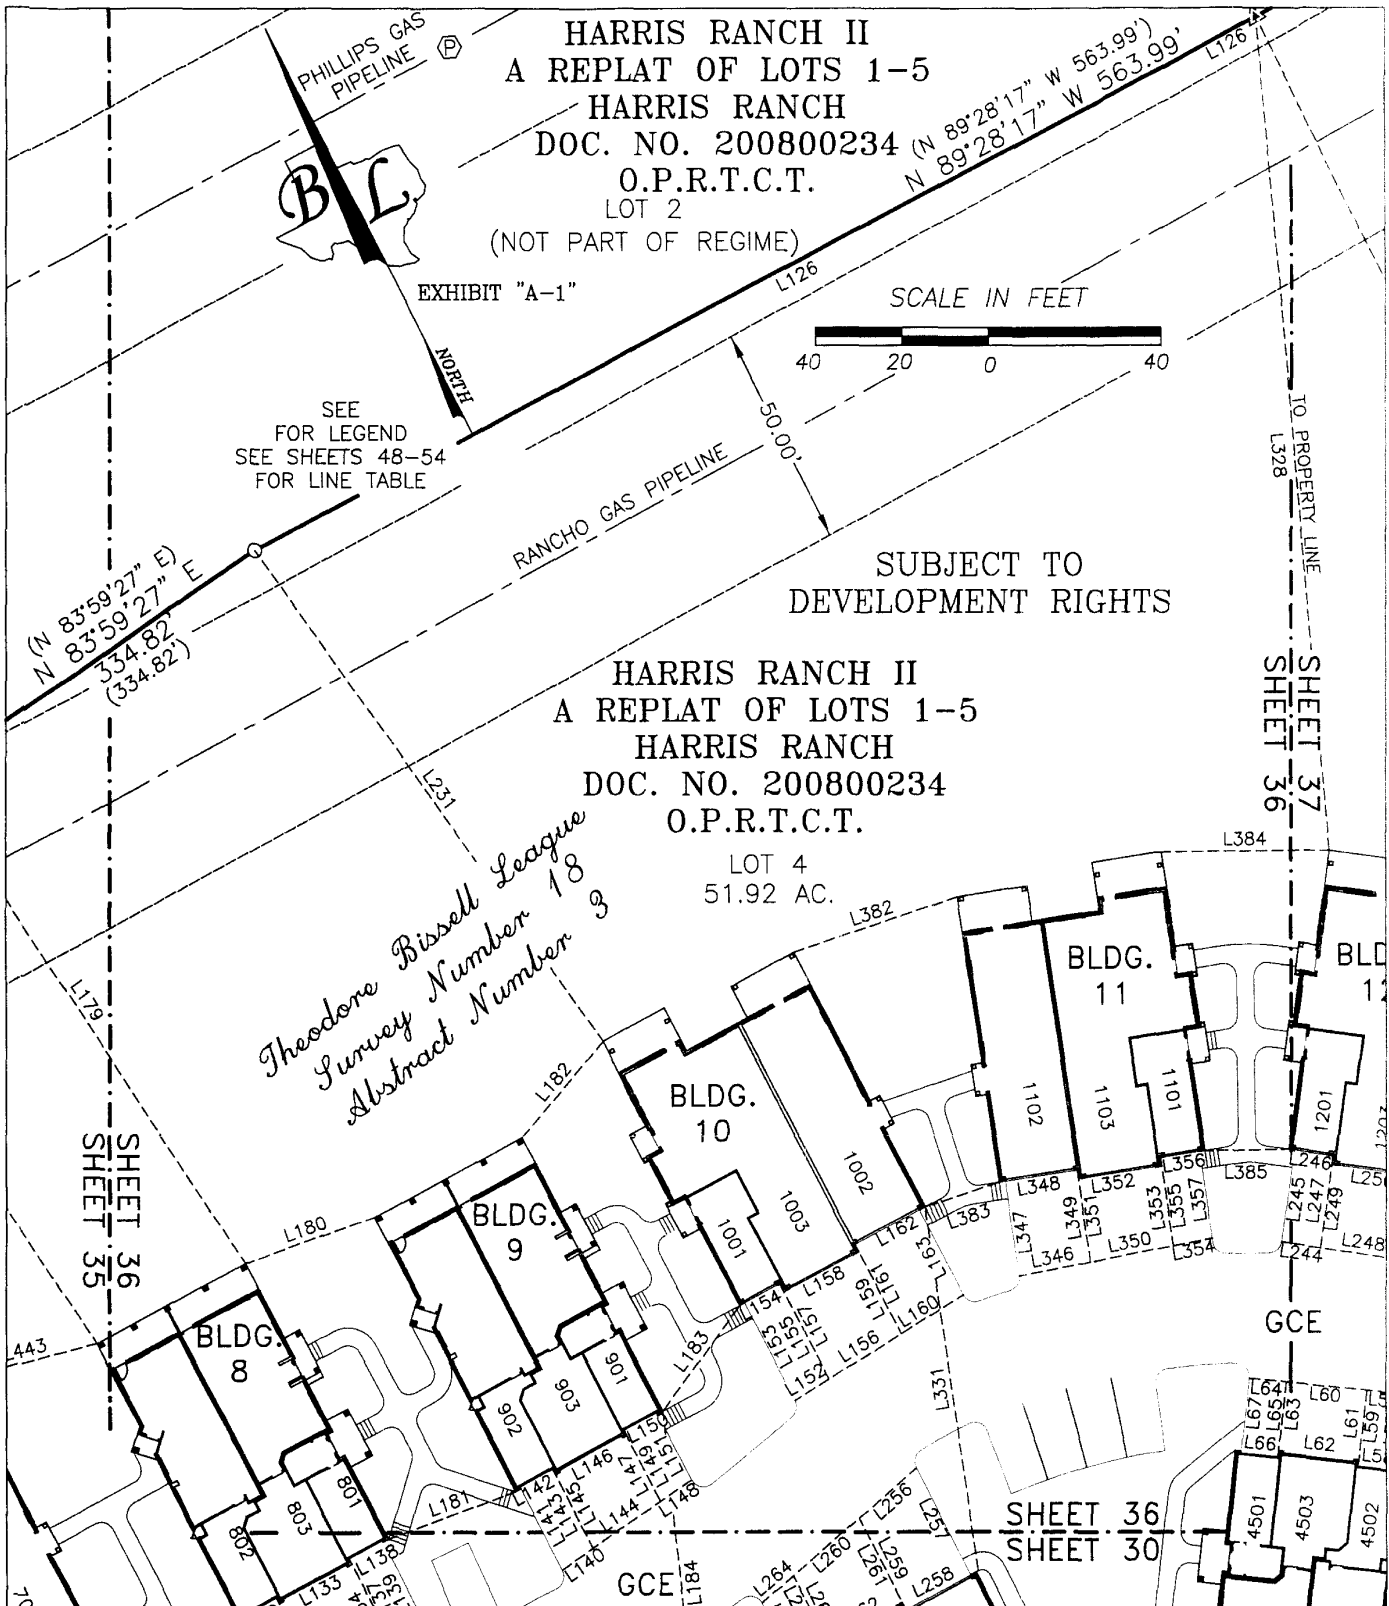 PHILLIPS GAS
PIPELINE
P
HARRIS RANCH II
A REPLAT OF LOTS 1-5
HARRIS RANCH
DOC. NO. 200800234
O.P.R.T.C.T.
LOT 2
(NOT PART OF REGIME)
(N 89°28'17" W 563.99')
N 89°28'17" W 563.99'
L126
B L
EXHIBIT "A-1"
NORTH
L126
SCALE IN FEET
40 20 0 40
SEE
FOR LEGEND
SEE SHEETS 48-54
FOR LINE TABLE
50.00'
RANCHO GAS PIPELINE
TO PROPERTY LINE
L328
(N 83°59'27" E)
N 83°59'27" E
334.82'
(334.82')
SUBJECT TO
DEVELOPMENT RIGHTS
HARRIS RANCH II
A REPLAT OF LOTS 1-5
HARRIS RANCH
DOC. NO. 200800234
O.P.R.T.C.T.
LOT 4
51.92 AC.
SHEET 37
SHEET 36
L231
Theodore Bissell League
Survey Number 18
Abstract Number 3
L179
L182
L382
L384
BLDG.
11
BLD
12
BLDG.
10
1102
1103
1101
1201
1203
1002
1003
1001
SHEET 36
SHEET 35
L180
BLDG.
9
L348
L352
L356
L385
L246
L347
L349
L351
L353
L355
L357
L245
L247
L249
L346
L350
L354
L244
L248
L162
L383
L163
L158
L161
L159
L160
154
L153
L155
L157
L156
L152
L183
443
BLDG.
8
902
903
901
L150
L331
GCE
L64
L60
L67
L65
L63
L61
L59
L66
L62
L146
L147
L149
L151
L142
L141
L143
L145
L144
L148
L140
L181
801
803
802
L138
L133
L256
L257
L260
L259
L261
L264
L258
GCE
L184
SHEET 36
SHEET 30
4501
4503
4502